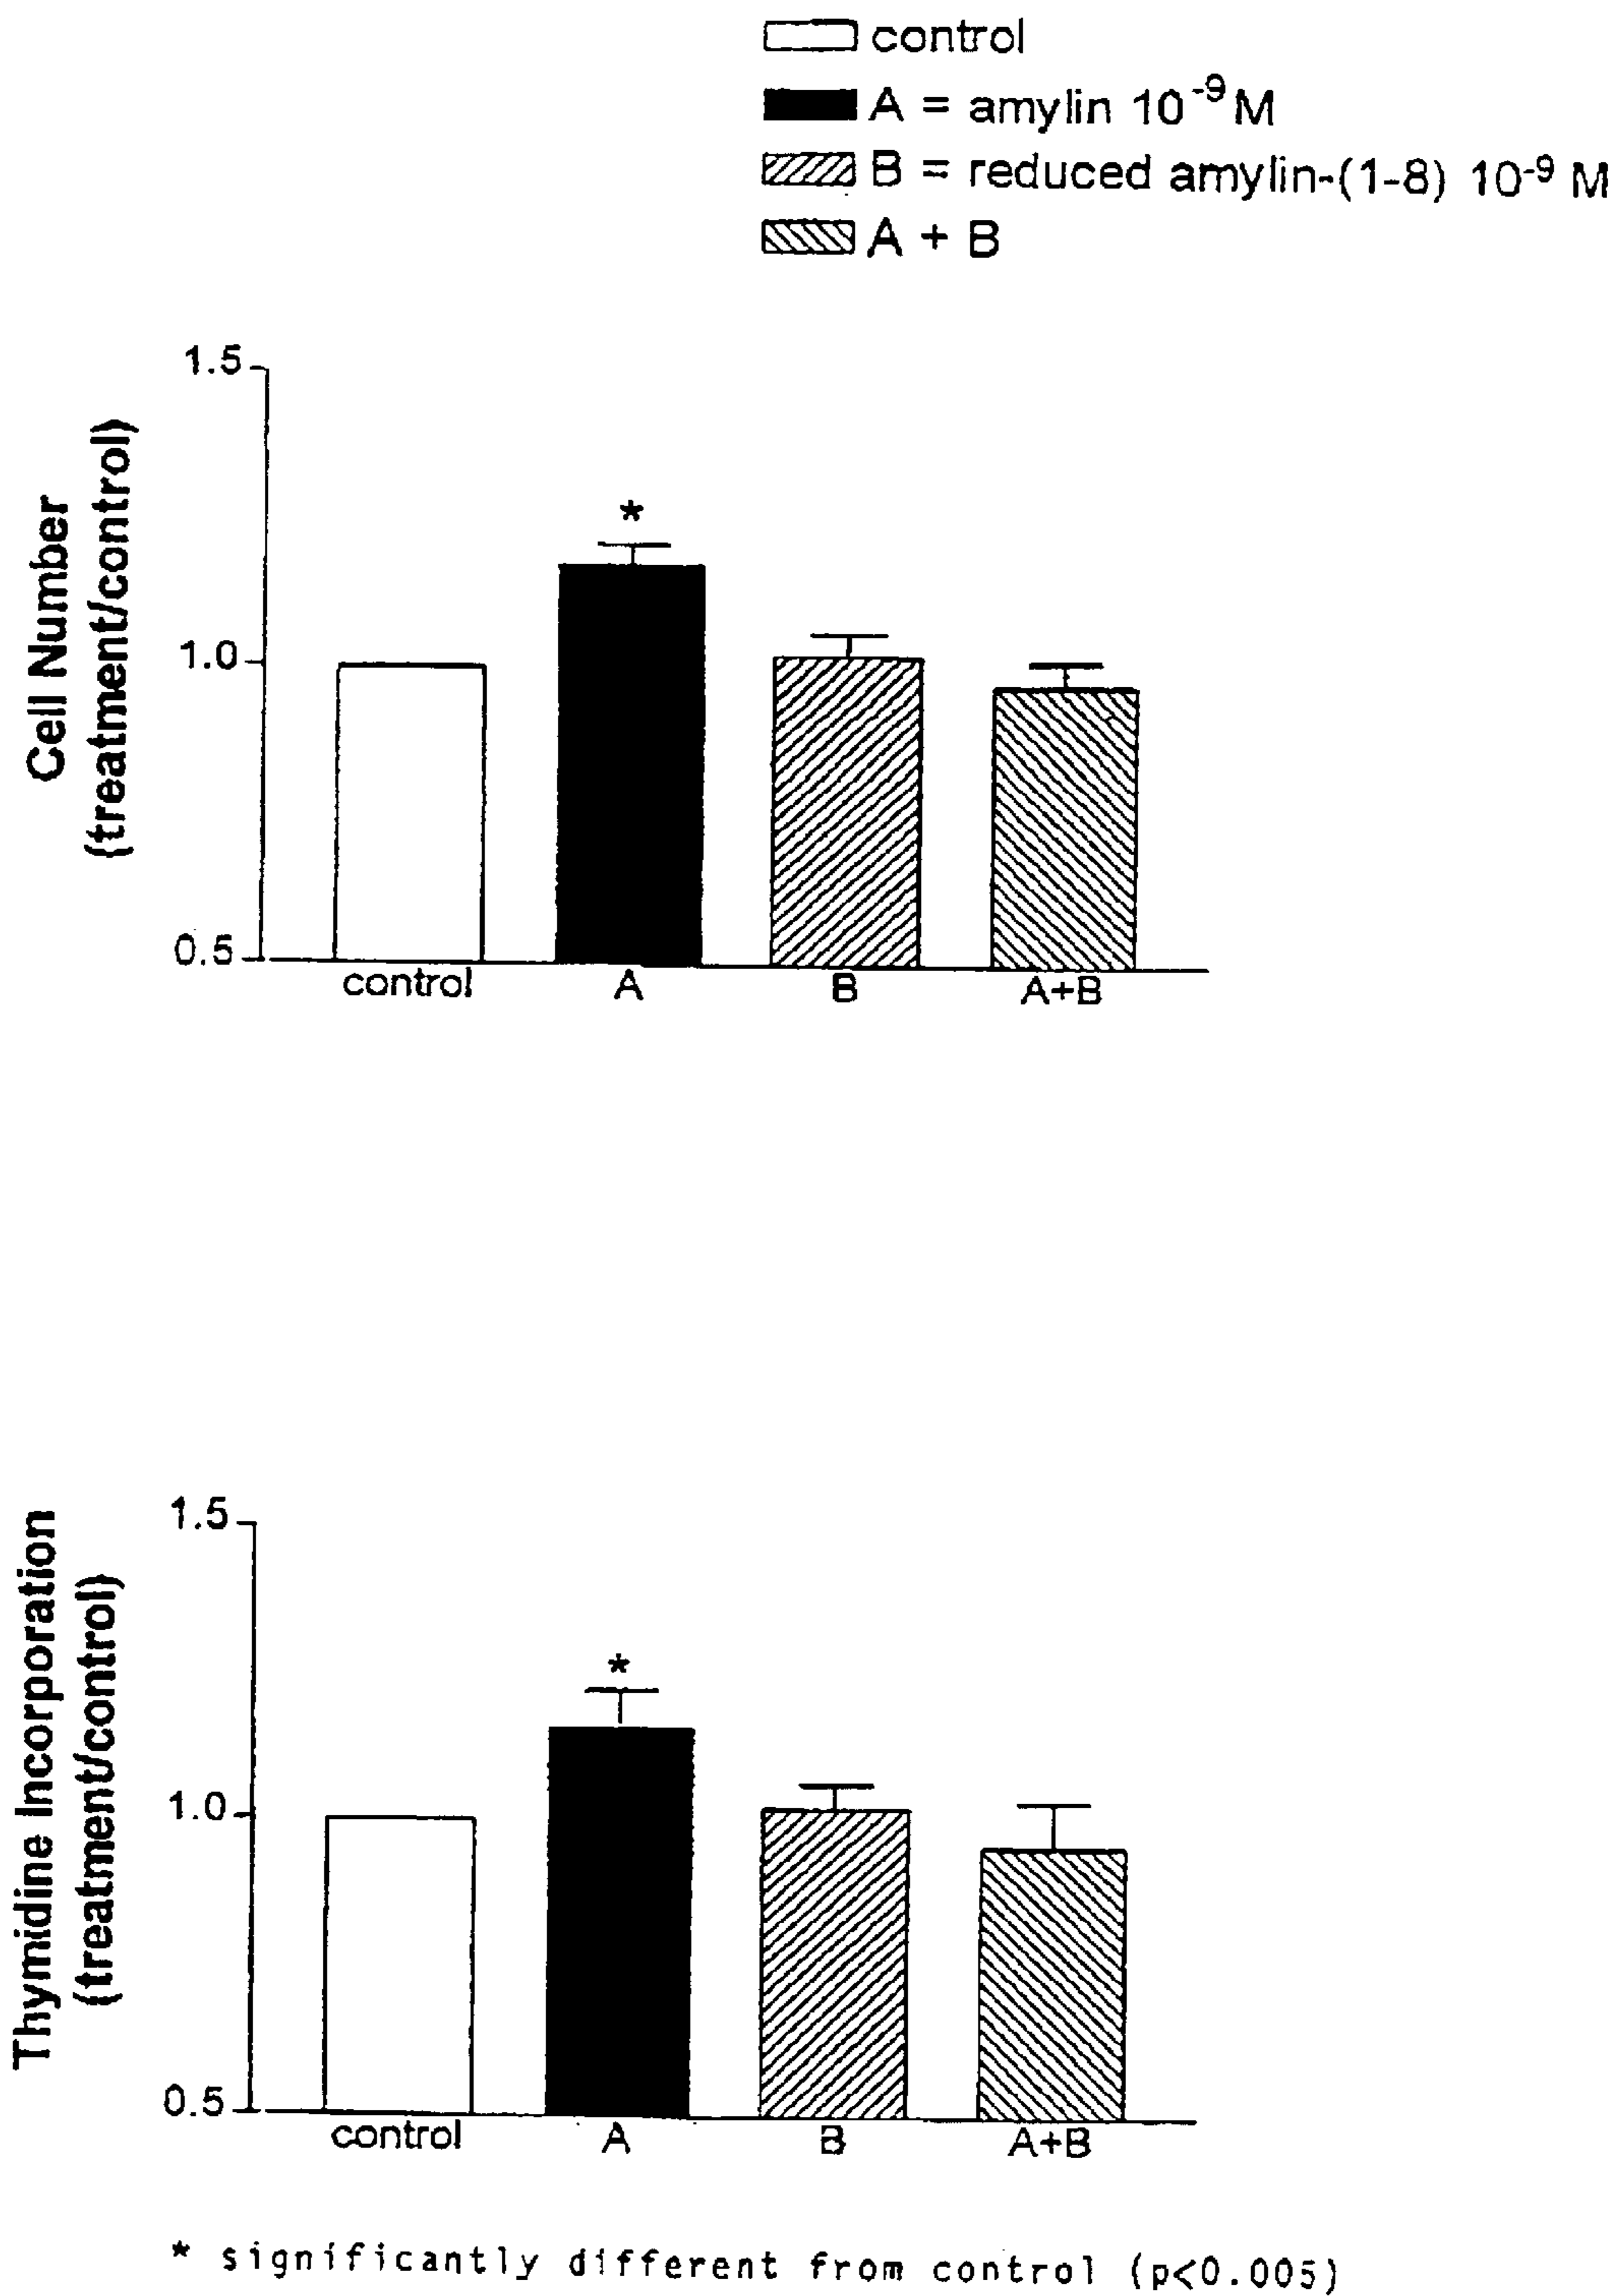 control
A = amylin 10⁻⁹ M
B = reduced amylin-(1-8) 10⁻⁹ M
A + B
Cell Number
(treatment/control)
1.5
1.0
0.5
*
control A B A+B
Thymidine Incorporation
(treatment/control)
1.5
1.0
0.5
*
control A B A+B
* significantly different from control (p<0.005)